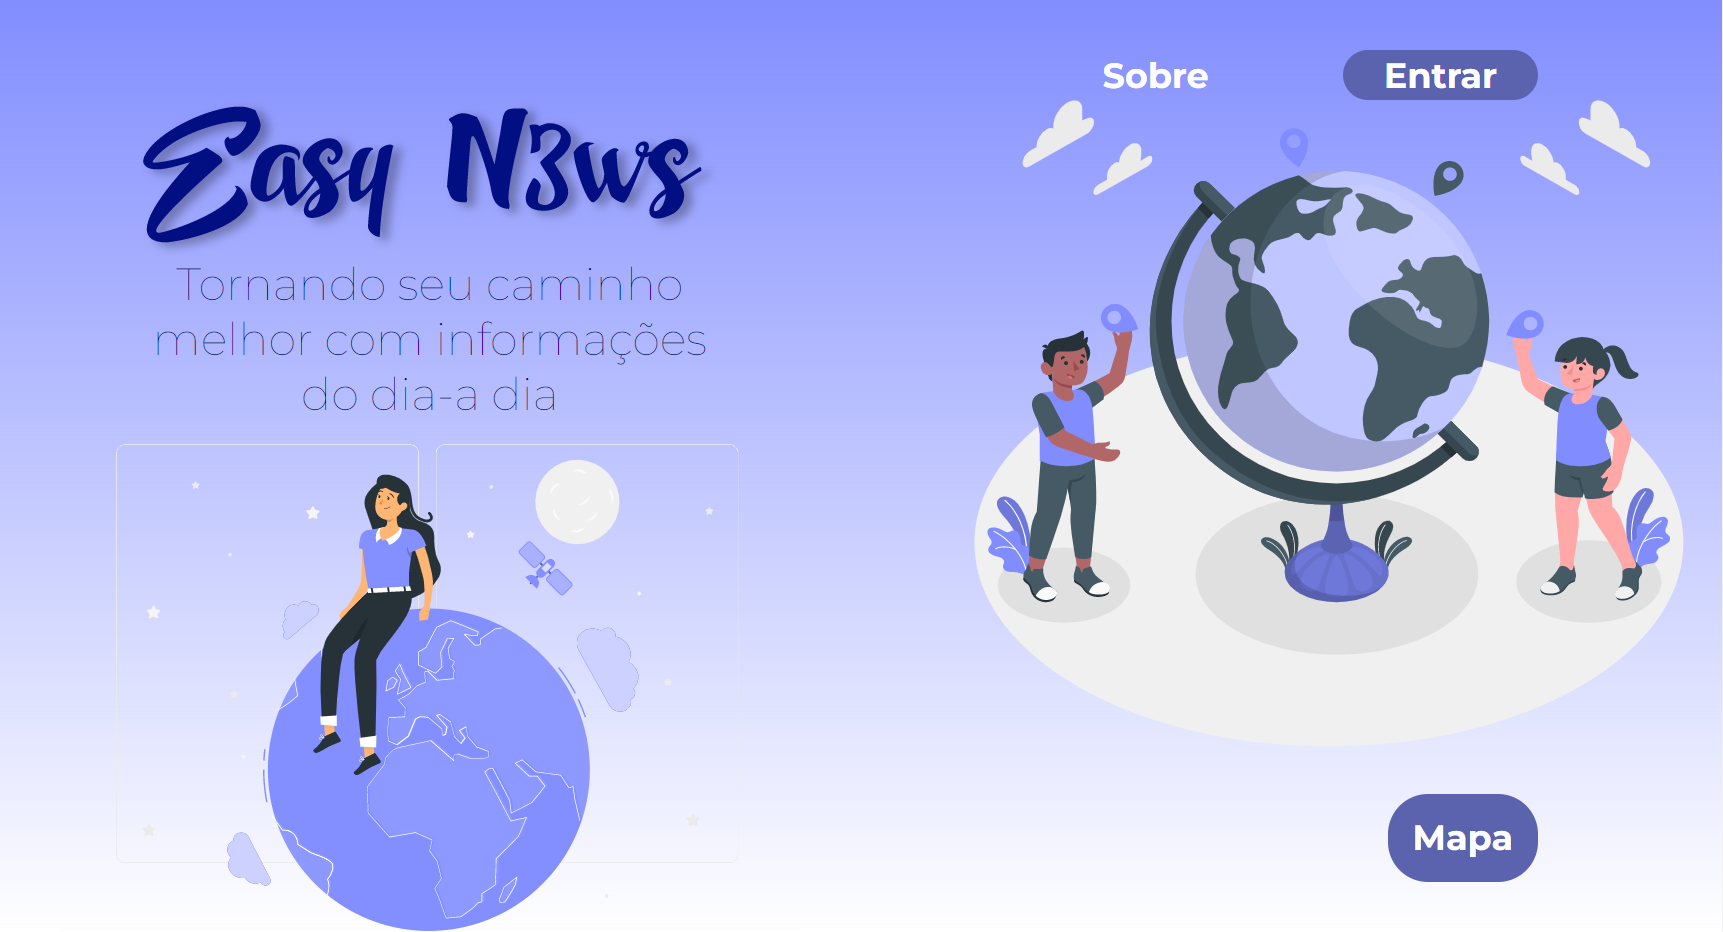 Sobre
Entrar
Easy N3ws
Tornando seu caminho
melhor com informações
do dia-a dia
Mapa